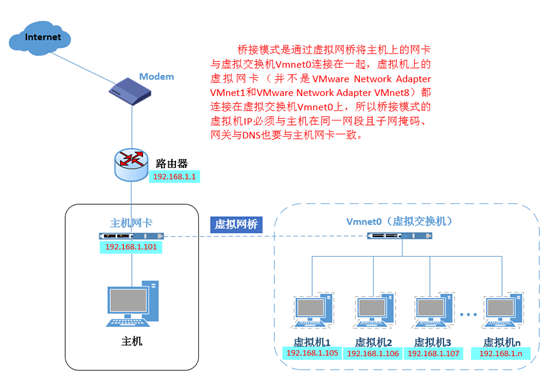 Internet
桥接模式是通过虚拟网桥将主机上的网卡
与虚拟交换机Vmnet0连接在一起，虚拟机上的
虚拟网卡（并不是VMware Network Adapter
VMnet1和VMware Network Adapter VMnet8）都
连接在虚拟交换机Vmnet0上，所以桥接模式的
虚拟机IP必须与主机在同一网段且子网掩码、
网关与DNS也要与主机网卡一致。
Modem
路由器
192.168.1.1
主机网卡
192.168.1.101
主机
虚拟网桥
Vmnet0（虚拟交换机）
虚拟机1
192.168.1.105
虚拟机2
192.168.1.106
虚拟机3
192.168.1.107
虚拟机n
192.168.1.n